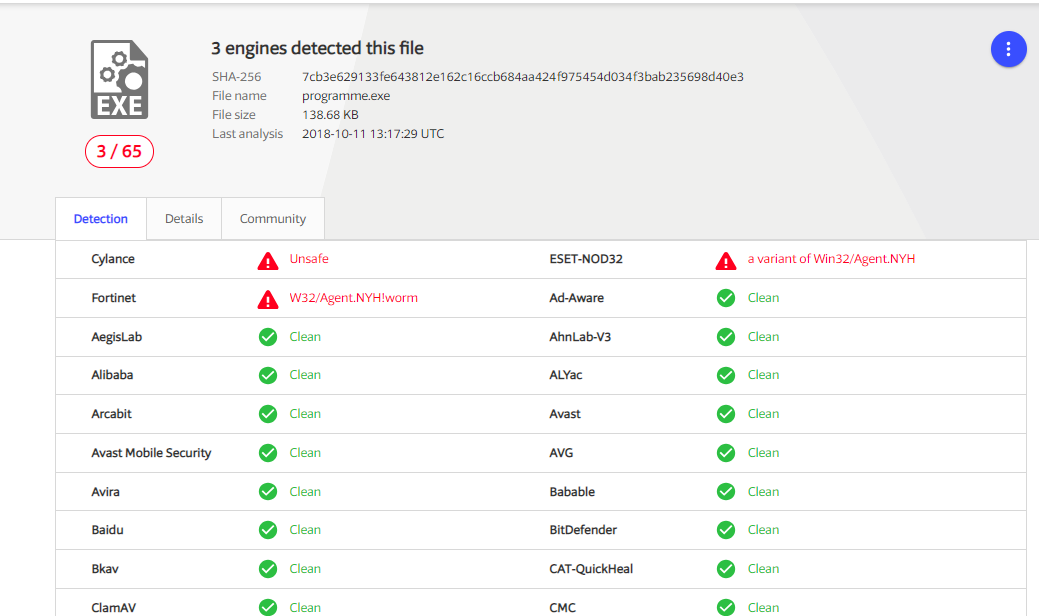 3 engines detected this file
SHA-256 7cb3e629133fe643812e162c16ccb684aa424f975454d034f3bab235698d40e3
File name programme.exe
File size 138.68 KB
Last analysis 2018-10-11 13:17:29 UTC
EXE
3 / 65
Detection Details Community
Cylance Unsafe ESET-NOD32 a variant of Win32/Agent.NYH
Fortinet W32/Agent.NYH!worm Ad-Aware Clean
AegisLab Clean AhnLab-V3 Clean
Alibaba Clean ALYac Clean
Arcabit Clean Avast Clean
Avast Mobile Security Clean AVG Clean
Avira Clean Babable Clean
Baidu Clean BitDefender Clean
Bkav Clean CAT-QuickHeal Clean
ClamAV Clean CMC Clean